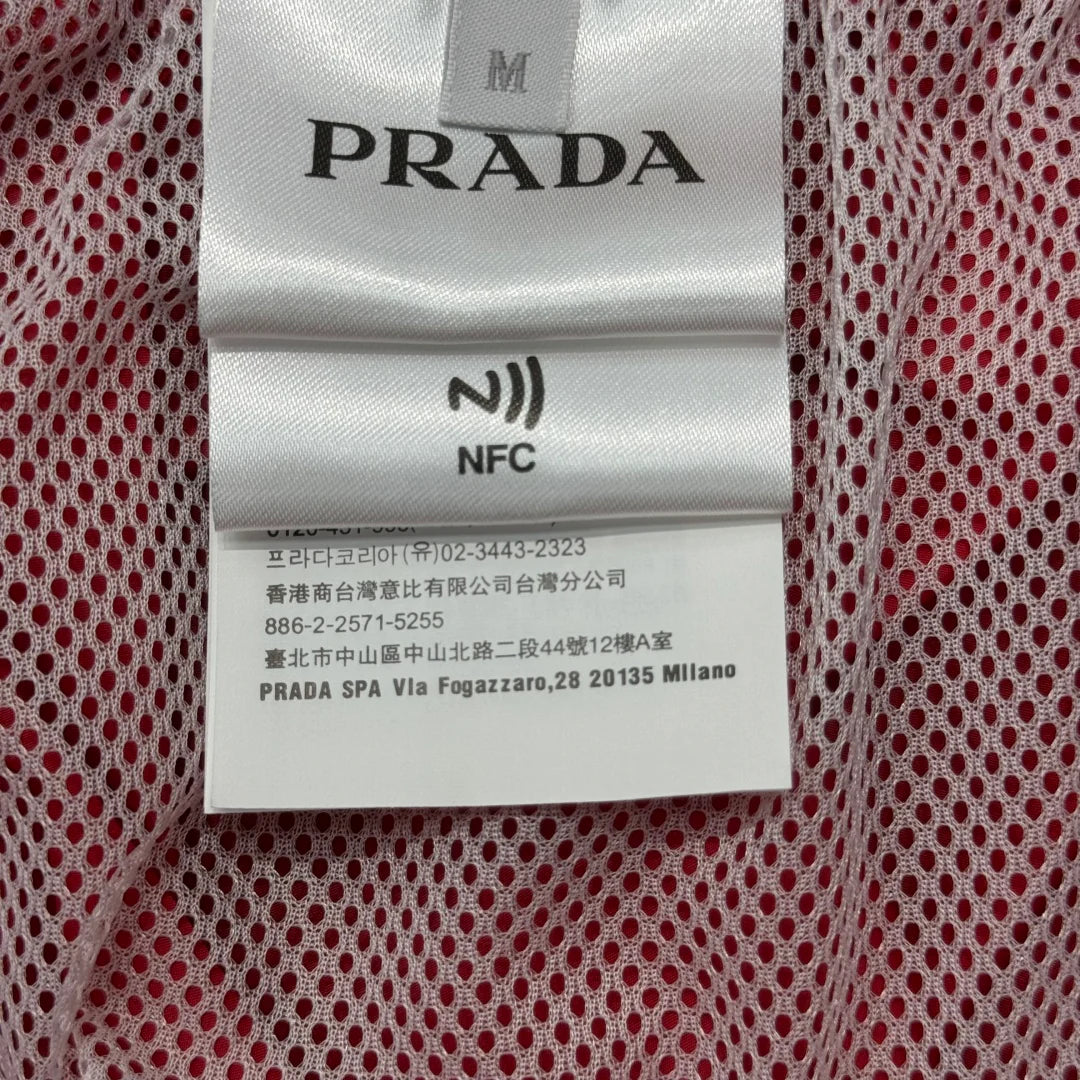 M
PRADA
NFC
프라다코리아(유)02-3443-2323
香港商台灣意比有限公司台灣分公司
886-2-2571-5255
臺北市中山區中山北路二段44號12樓A室
PRADA SPA VIa Fogazzaro,28 20135 MIlano